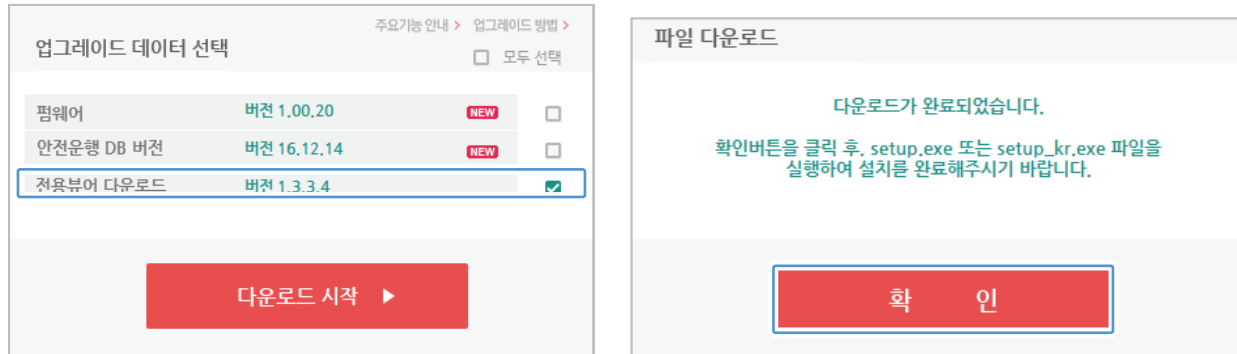 주요기능 안내 > 업그레이드 방법 >
업그레이드 데이터 선택
모두 선택
펌웨어 버전 1.00.20 NEW
안전운행 DB 버전 버전 16.12.14 NEW
전용뷰어 다운로드 버전 1.3.3.4
다운로드 시작 ▶
파일 다운로드
다운로드가 완료되었습니다.
확인버튼을 클릭 후, setup.exe 또는 setup_kr.exe 파일을
실행하여 설치를 완료해주시기 바랍니다.
확 인